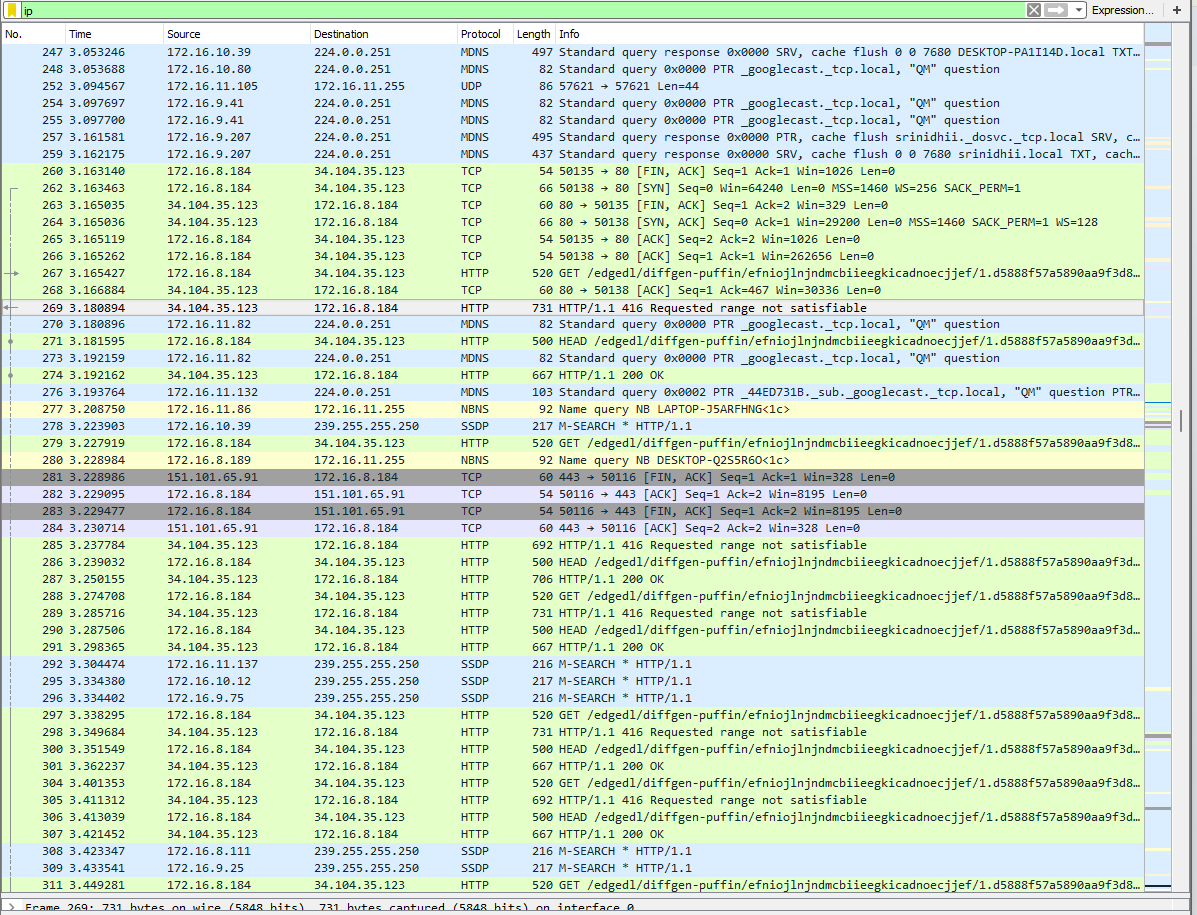 ip Expression... +
No. Time Source Destination Protocol Length Info
247 3.053246 172.16.10.39 224.0.0.251 MDNS 497 Standard query response 0x0000 SRV, cache flush 0 0 7680 DESKTOP-PA1I14D.local TXT…
248 3.053688 172.16.10.80 224.0.0.251 MDNS 82 Standard query 0x0000 PTR _googlecast._tcp.local, "QM" question
252 3.094567 172.16.11.105 172.16.11.255 UDP 86 57621 → 57621 Len=44
254 3.097697 172.16.9.41 224.0.0.251 MDNS 82 Standard query 0x0000 PTR _googlecast._tcp.local, "QM" question
255 3.097700 172.16.9.41 224.0.0.251 MDNS 82 Standard query 0x0000 PTR _googlecast._tcp.local, "QM" question
257 3.161581 172.16.9.207 224.0.0.251 MDNS 495 Standard query response 0x0000 PTR, cache flush srinidhii._dosvc._tcp.local SRV, c…
259 3.162175 172.16.9.207 224.0.0.251 MDNS 437 Standard query response 0x0000 SRV, cache flush 0 0 7680 srinidhii.local TXT, cach…
260 3.163140 172.16.8.184 34.104.35.123 TCP 54 50135 → 80 [FIN, ACK] Seq=1 Ack=1 Win=1026 Len=0
262 3.163463 172.16.8.184 34.104.35.123 TCP 66 50138 → 80 [SYN] Seq=0 Win=64240 Len=0 MSS=1460 WS=256 SACK_PERM=1
263 3.165035 34.104.35.123 172.16.8.184 TCP 60 80 → 50135 [FIN, ACK] Seq=1 Ack=2 Win=329 Len=0
264 3.165036 34.104.35.123 172.16.8.184 TCP 66 80 → 50138 [SYN, ACK] Seq=0 Ack=1 Win=29200 Len=0 MSS=1460 SACK_PERM=1 WS=128
265 3.165119 172.16.8.184 34.104.35.123 TCP 54 50135 → 80 [ACK] Seq=2 Ack=2 Win=1026 Len=0
266 3.165262 172.16.8.184 34.104.35.123 TCP 54 50138 → 80 [ACK] Seq=1 Ack=1 Win=262656 Len=0
267 3.165427 172.16.8.184 34.104.35.123 HTTP 520 GET /edgedl/diffgen-puffin/efniojlnjndmcbiieegkicadnoecjjef/1.d5888f57a5890aa9f3d8…
268 3.166884 34.104.35.123 172.16.8.184 TCP 60 80 → 50138 [ACK] Seq=1 Ack=467 Win=30336 Len=0
269 3.180894 34.104.35.123 172.16.8.184 HTTP 731 HTTP/1.1 416 Requested range not satisfiable
270 3.180896 172.16.11.82 224.0.0.251 MDNS 82 Standard query 0x0000 PTR _googlecast._tcp.local, "QM" question
271 3.181595 172.16.8.184 34.104.35.123 HTTP 500 HEAD /edgedl/diffgen-puffin/efniojlnjndmcbiieegkicadnoecjjef/1.d5888f57a5890aa9f3d…
273 3.192159 172.16.11.82 224.0.0.251 MDNS 82 Standard query 0x0000 PTR _googlecast._tcp.local, "QM" question
274 3.192162 34.104.35.123 172.16.8.184 HTTP 667 HTTP/1.1 200 OK
276 3.193764 172.16.11.132 224.0.0.251 MDNS 103 Standard query 0x0002 PTR _44ED731B._sub._googlecast._tcp.local, "QM" question PTR…
277 3.208750 172.16.11.86 172.16.11.255 NBNS 92 Name query NB LAPTOP-J5ARFHNG<1c>
278 3.223903 172.16.10.39 239.255.255.250 SSDP 217 M-SEARCH * HTTP/1.1
279 3.227919 172.16.8.184 34.104.35.123 HTTP 520 GET /edgedl/diffgen-puffin/efniojlnjndmcbiieegkicadnoecjjef/1.d5888f57a5890aa9f3d8…
280 3.228984 172.16.8.189 172.16.11.255 NBNS 92 Name query NB DESKTOP-Q2S5R6O<1c>
281 3.228986 151.101.65.91 172.16.8.184 TCP 60 443 → 50116 [FIN, ACK] Seq=1 Ack=1 Win=328 Len=0
282 3.229095 172.16.8.184 151.101.65.91 TCP 54 50116 → 443 [ACK] Seq=1 Ack=2 Win=8195 Len=0
283 3.229477 172.16.8.184 151.101.65.91 TCP 54 50116 → 443 [FIN, ACK] Seq=1 Ack=2 Win=8195 Len=0
284 3.230714 151.101.65.91 172.16.8.184 TCP 60 443 → 50116 [ACK] Seq=2 Ack=2 Win=328 Len=0
285 3.237784 34.104.35.123 172.16.8.184 HTTP 692 HTTP/1.1 416 Requested range not satisfiable
286 3.239032 172.16.8.184 34.104.35.123 HTTP 500 HEAD /edgedl/diffgen-puffin/efniojlnjndmcbiieegkicadnoecjjef/1.d5888f57a5890aa9f3d…
287 3.250155 34.104.35.123 172.16.8.184 HTTP 706 HTTP/1.1 200 OK
288 3.274708 172.16.8.184 34.104.35.123 HTTP 520 GET /edgedl/diffgen-puffin/efniojlnjndmcbiieegkicadnoecjjef/1.d5888f57a5890aa9f3d8…
289 3.285716 34.104.35.123 172.16.8.184 HTTP 731 HTTP/1.1 416 Requested range not satisfiable
290 3.287506 172.16.8.184 34.104.35.123 HTTP 500 HEAD /edgedl/diffgen-puffin/efniojlnjndmcbiieegkicadnoecjjef/1.d5888f57a5890aa9f3d…
291 3.298365 34.104.35.123 172.16.8.184 HTTP 667 HTTP/1.1 200 OK
292 3.304474 172.16.11.137 239.255.255.250 SSDP 216 M-SEARCH * HTTP/1.1
295 3.334380 172.16.10.12 239.255.255.250 SSDP 217 M-SEARCH * HTTP/1.1
296 3.334402 172.16.9.75 239.255.255.250 SSDP 217 M-SEARCH * HTTP/1.1
297 3.338295 172.16.8.184 34.104.35.123 HTTP 520 GET /edgedl/diffgen-puffin/efniojlnjndmcbiieegkicadnoecjjef/1.d5888f57a5890aa9f3d8…
298 3.349684 34.104.35.123 172.16.8.184 HTTP 731 HTTP/1.1 416 Requested range not satisfiable
300 3.351549 172.16.8.184 34.104.35.123 HTTP 500 HEAD /edgedl/diffgen-puffin/efniojlnjndmcbiieegkicadnoecjjef/1.d5888f57a5890aa9f3d…
301 3.362237 34.104.35.123 172.16.8.184 HTTP 667 HTTP/1.1 200 OK
304 3.401353 172.16.8.184 34.104.35.123 HTTP 520 GET /edgedl/diffgen-puffin/efniojlnjndmcbiieegkicadnoecjjef/1.d5888f57a5890aa9f3d8…
305 3.411312 34.104.35.123 172.16.8.184 HTTP 692 HTTP/1.1 416 Requested range not satisfiable
306 3.413039 172.16.8.184 34.104.35.123 HTTP 500 HEAD /edgedl/diffgen-puffin/efniojlnjndmcbiieegkicadnoecjjef/1.d5888f57a5890aa9f3d…
307 3.421452 34.104.35.123 172.16.8.184 HTTP 667 HTTP/1.1 200 OK
308 3.423347 172.16.8.111 239.255.255.250 SSDP 216 M-SEARCH * HTTP/1.1
309 3.433541 172.16.9.25 239.255.255.250 SSDP 217 M-SEARCH * HTTP/1.1
311 3.449281 172.16.8.184 34.104.35.123 HTTP 520 GET /edgedl/diffgen-puffin/efniojlnjndmcbiieegkicadnoecjjef/1.d5888f57a5890aa9f3d8…
Frame 269: 731 bytes on wire (5848 bits), 731 bytes captured (5848 bits) on interface 0